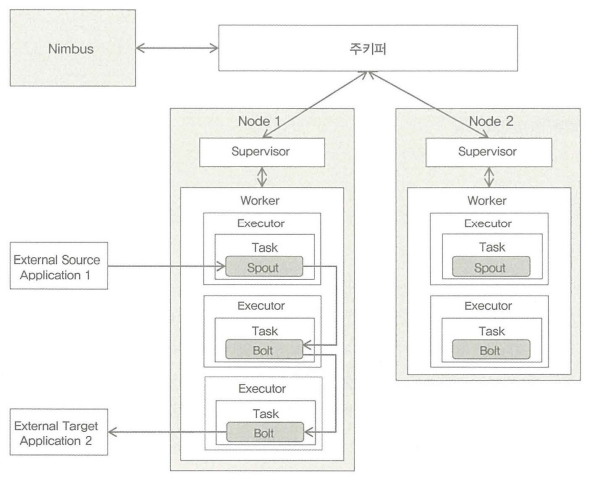 Nimbus
주키퍼
Node 1
Supervisor
Worker
Executor
Task
Spout
Executor
Task
Bolt
Executor
Task
Bolt
Node 2
Supervisor
Worker
Executor
Task
Spout
Executor
Task
Bolt
External Source
Application 1
External Target
Application 2